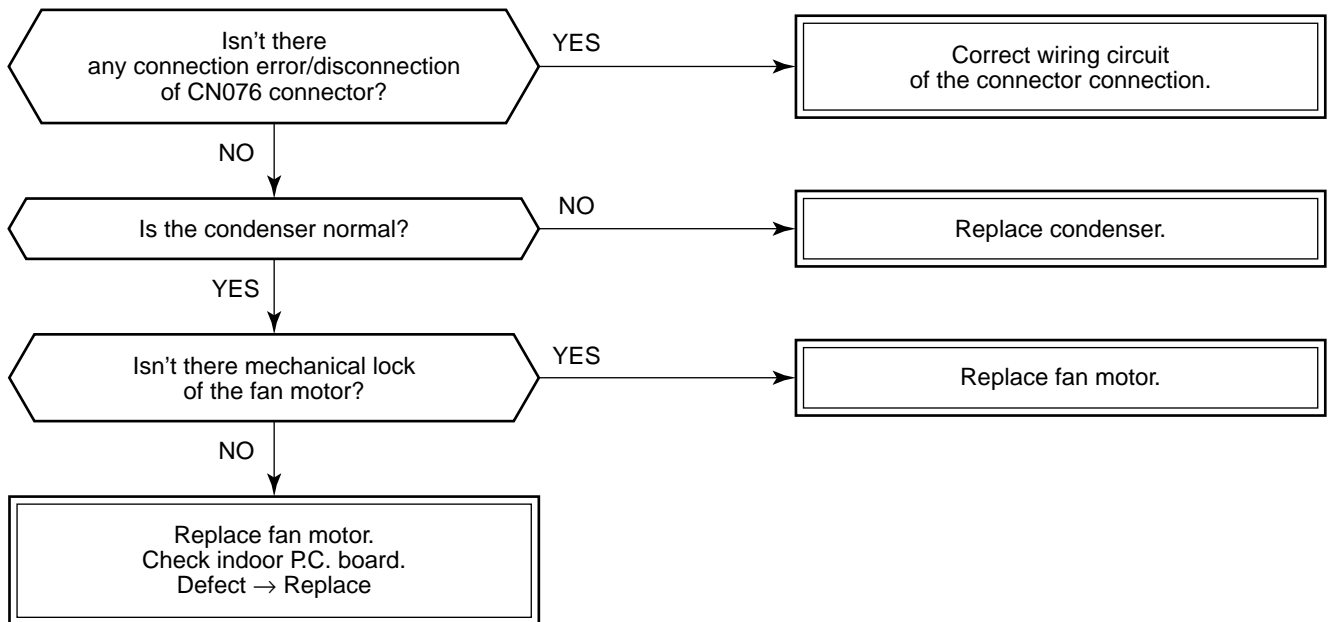 Isn't there
any connection error/disconnection
of CN076 connector?
YES
Correct wiring circuit
of the connector connection.
NO
Is the condenser normal?
NO
Replace condenser.
YES
Isn't there mechanical lock
of the fan motor?
YES
Replace fan motor.
NO
Replace fan motor.
Check indoor P.C. board.
Defect → Replace